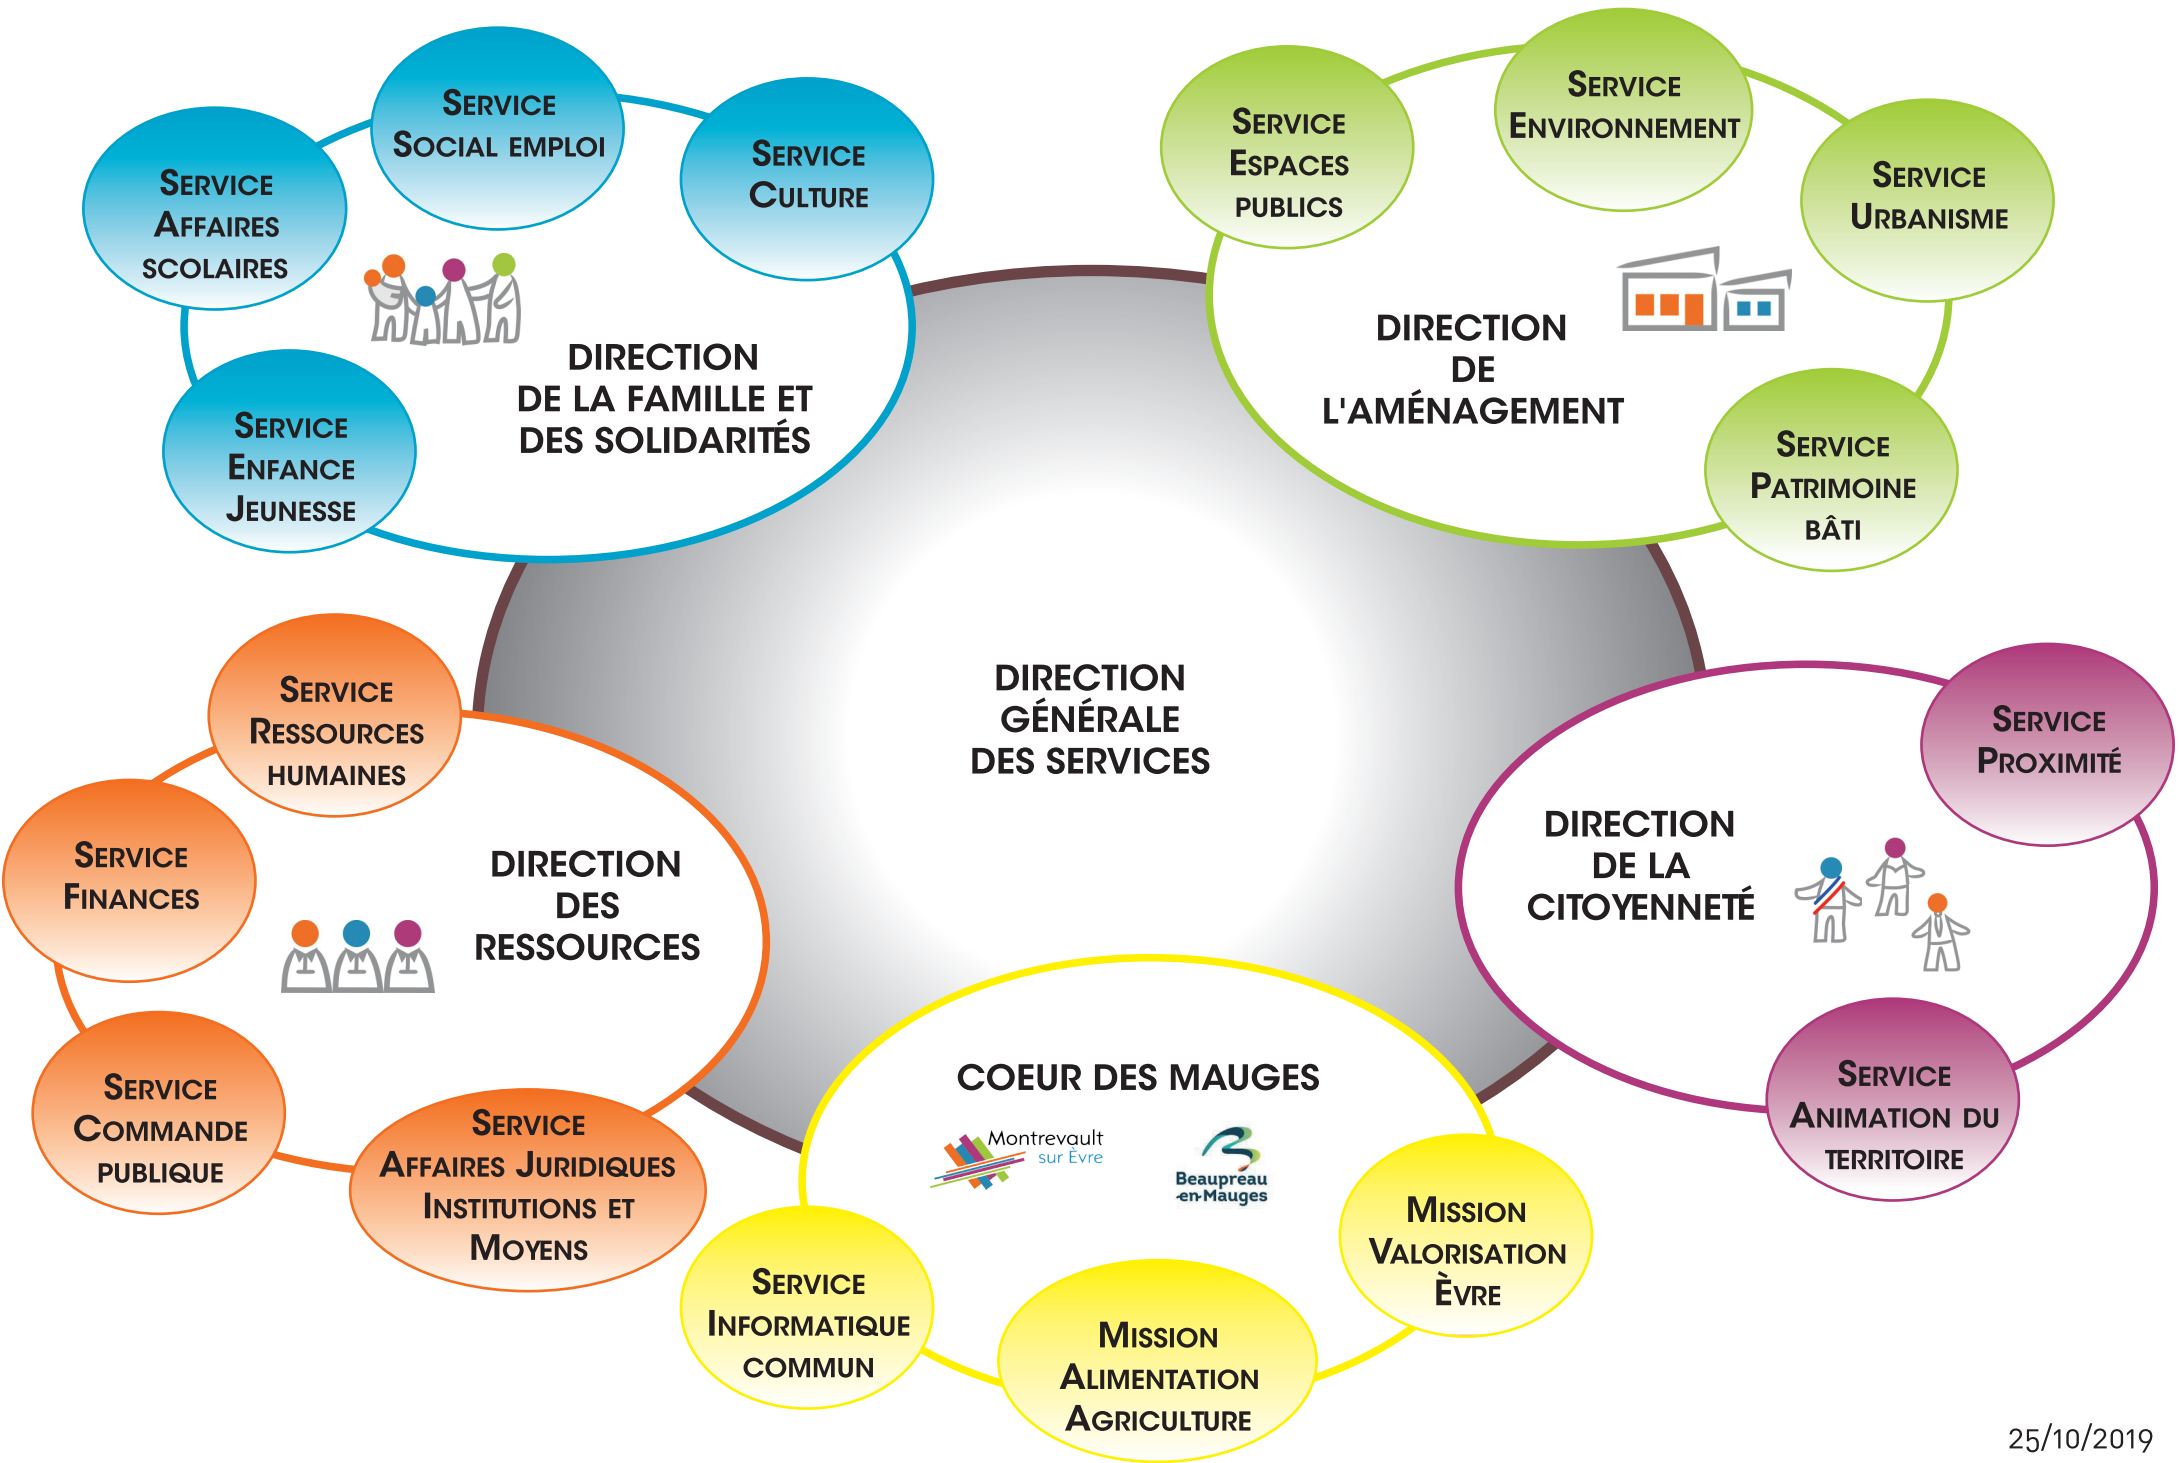 Service
Social emploi
Service
Culture
Service
Affaires
scolaires
Service
Enfance
Jeunesse
DIRECTION
DE LA FAMILLE ET
DES SOLIDARITÉS
Service
Espaces
publics
Service
Environnement
Service
Urbanisme
Service
Patrimoine
bâti
DIRECTION
DE
L'AMÉNAGEMENT
DIRECTION
GÉNÉRALE
DES SERVICES
Service
Ressources
humaines
Service
Finances
Service
Commande
publique
Service
Affaires Juridiques
Institutions et
Moyens
DIRECTION
DES
RESSOURCES
Service
Proximité
DIRECTION
DE LA
CITOYENNETÉ
Service
Animation du
territoire
COEUR DES MAUGES
Montrevault
sur Èvre
Beaupreau
-en-Mauges
Service
Informatique
commun
Mission
Alimentation
Agriculture
Mission
Valorisation
Èvre
25/10/2019